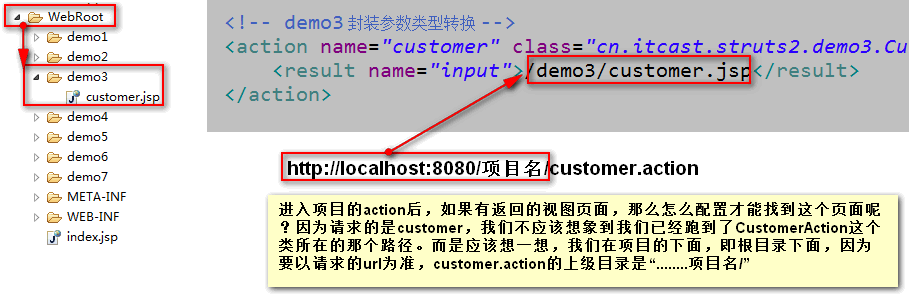 WebRoot
demo1
demo2
demo3
customer.jsp
demo4
demo5
demo6
demo7
META-INF
WEB-INF
index.jsp
<!-- demo3封装参数类型转换 -->
<action name="customer" class="cn.itcast.struts2.demo3.Cu
<result name="input">/demo3/customer.jsp</result>
</action>
http://localhost:8080/项目名/customer.action
进入项目的action后，如果有返回的视图页面，那么怎么配置才能找到这个页面呢
？因为请求的是customer，我们不应该想象到我们已经跑到了CustomerAction这个
类所在的那个路径。而是应该想一想，我们在项目的下面，即根目录下面，因为
要以请求的url为准，customer.action的上级目录是“........项目名/”